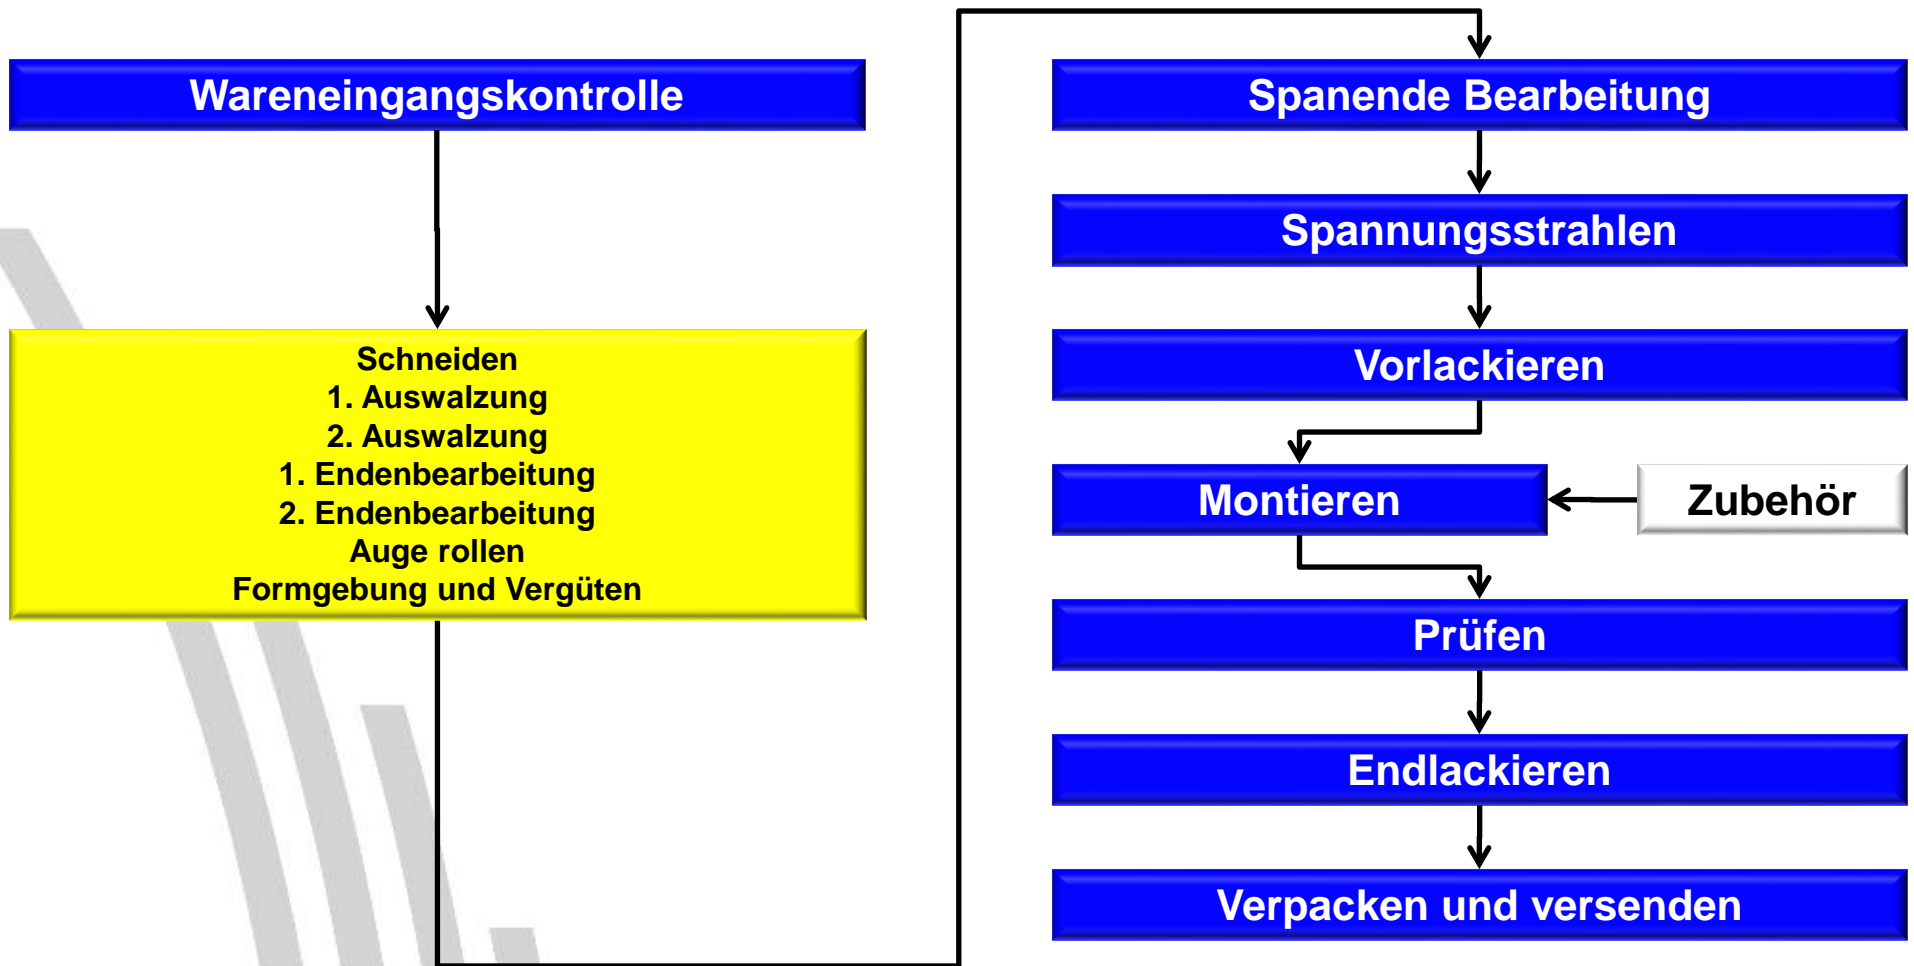 Wareneingangskontrolle
Schneiden
1. Auswalzung
2. Auswalzung
1. Endenbearbeitung
2. Endenbearbeitung
Auge rollen
Formgebung und Vergüten
Spanende Bearbeitung
Spannungsstrahlen
Vorlackieren
Montieren
Zubehör
Prüfen
Endlackieren
Verpacken und versenden